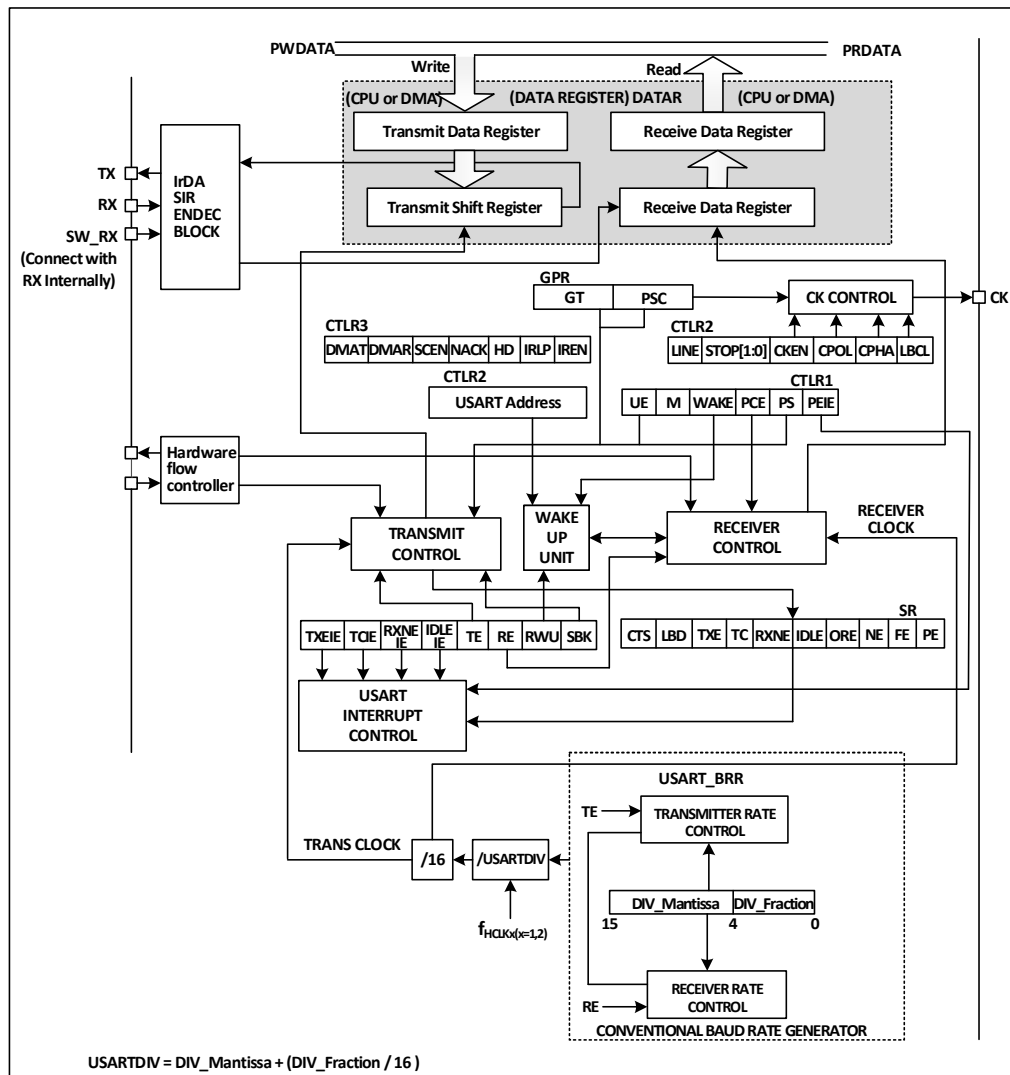 PWDATA
PRDATA
Write
Read
(CPU or DMA)
(DATA REGISTER) DATAR
(CPU or DMA)
Transmit Data Register
Receive Data Register
TX
RX
SW_RX
(Connect with
RX Internally)
IrDA
SIR
ENDEC
BLOCK
Transmit Shift Register
Receive Data Register
GPR
GT
PSC
CK CONTROL
CK
CTLR3
DMAT DMAR SCEN NACK HD IRLP IREN
CTLR2
LINE STOP[1:0] CKEN CPOL CPHA LBCL
CTLR2
USART Address
CTLR1
UE M WAKE PCE PS PEIE
Hardware
flow
controller
TRANSMIT
CONTROL
WAKE
UP
UNIT
RECEIVER
CONTROL
RECEIVER
CLOCK
TXEIE TCIE RXNE
IE IDLE
IE TE RE RWU SBK
SR
CTS LBD TXE TC RXNE IDLE ORE NE FE PE
USART
INTERRUPT
CONTROL
USART_BRR
TE
TRANSMITTER RATE
CONTROL
TRANS CLOCK
/16
/USARTDIV
fHCLKx(x=1,2)
DIV_Mantissa DIV_Fraction
15 4 0
RE
RECEIVER RATE
CONTROL
CONVENTIONAL BAUD RATE GENERATOR
USARTDIV = DIV_Mantissa + (DIV_Fraction / 16 )